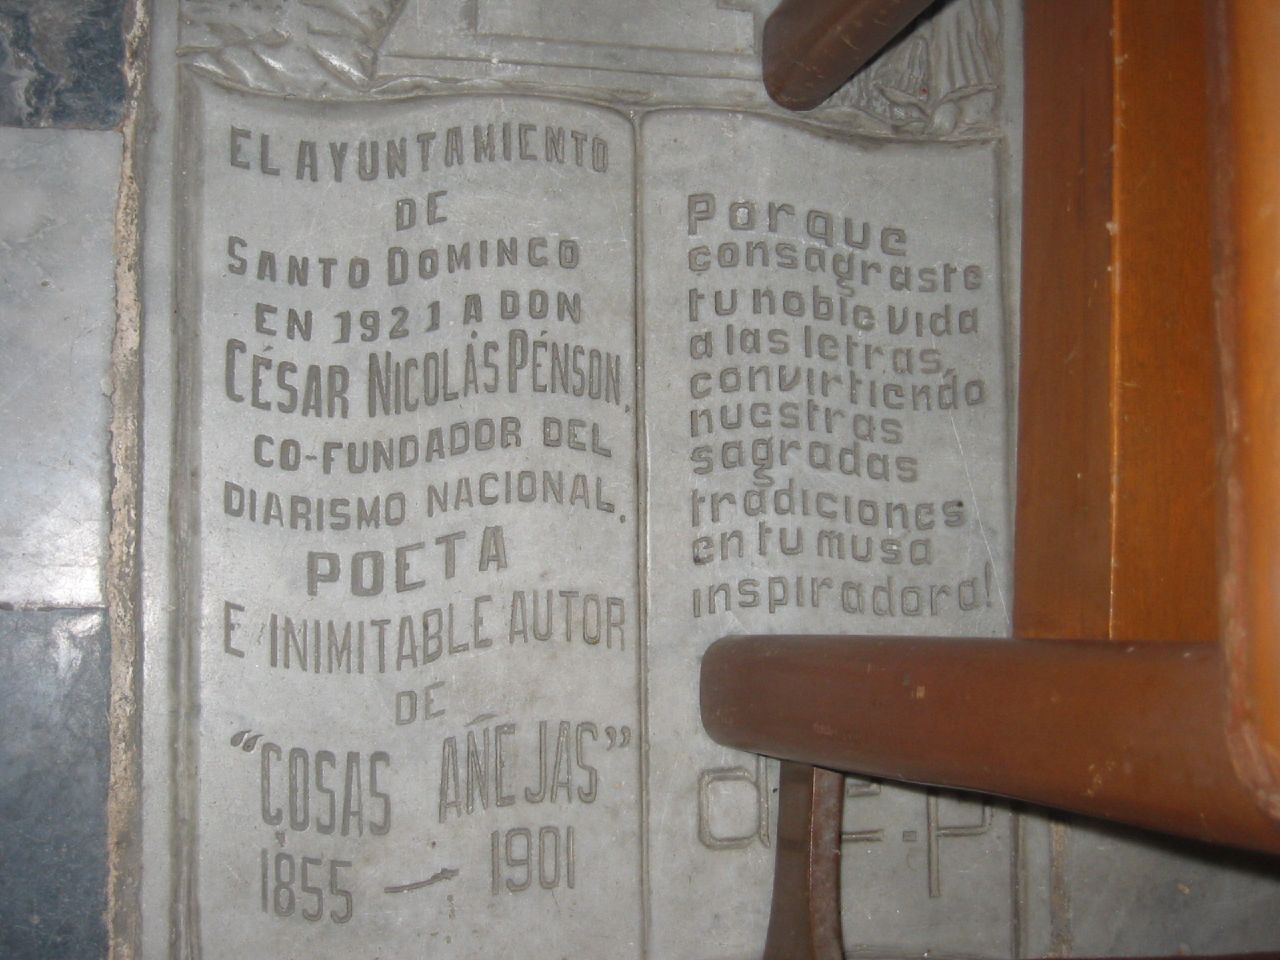 EL AYUNTAMIENTO
DE
SANTO DOMINGO
EN 1921 A DON
CÉSAR NICOLÁS PÉNSON,
CO-FUNDADOR DEL
DIARISMO NACIONAL,
POETA
E INIMITABLE AUTOR
DE
“COSAS AÑEJAS”
1855 — 1901
Porque
consagraste
tu noble vida
a las letras,
convirtiendo
nuestras
sagradas
tradiciones
en tu musa
inspiradora!